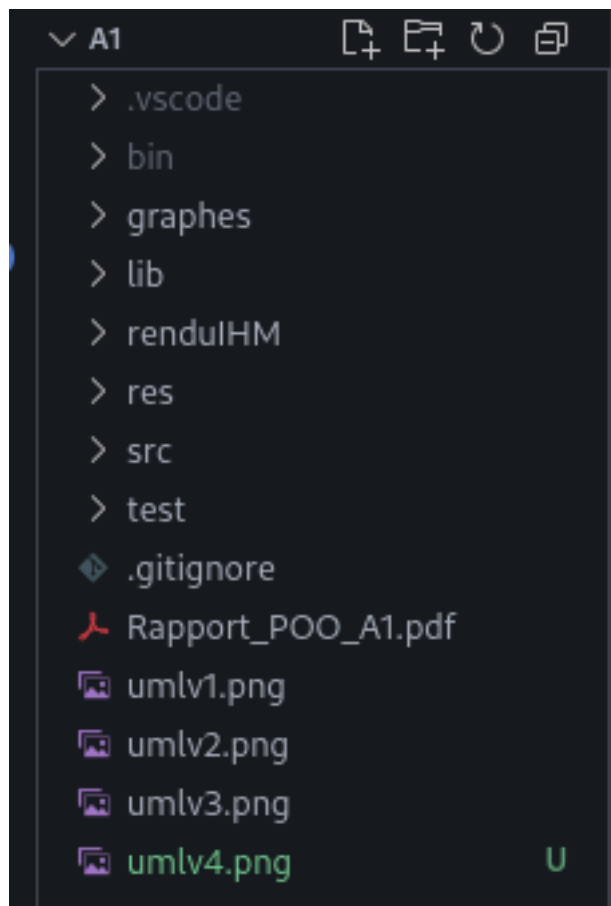 A1
.vscode
bin
graphes
lib
renduIHM
res
src
test
.gitignore
Rapport_POO_A1.pdf
umlv1.png
umlv2.png
umlv3.png
umlv4.png U